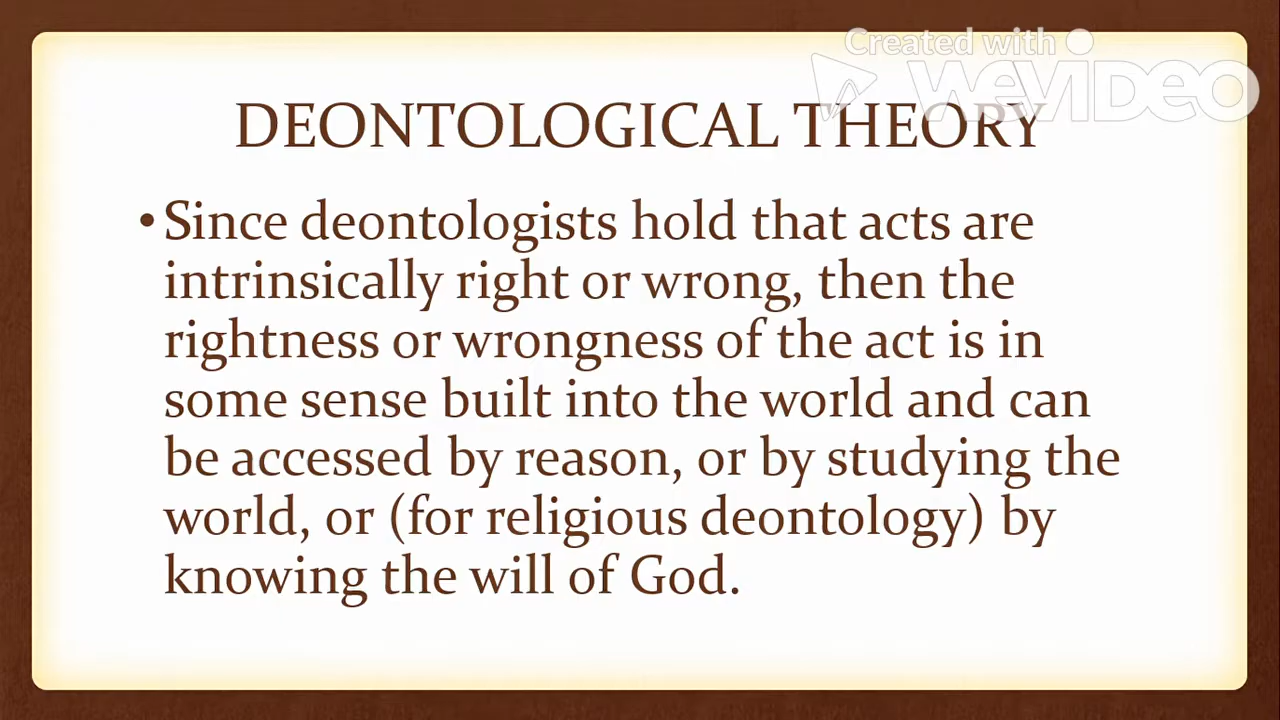 Created with
WEVIDEO
DEONTOLOGICAL THEORY
•Since deontologists hold that acts are
intrinsically right or wrong, then the
rightness or wrongness of the act is in
some sense built into the world and can
be accessed by reason, or by studying the
world, or (for religious deontology) by
knowing the will of God.